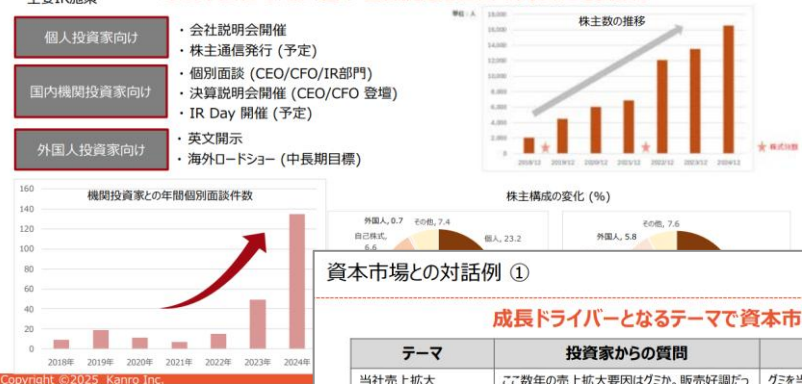 主要IR施策
個人投資家向け
・会社説明会開催
・株主通信発行 (予定)
国内機関投資家向け
・個別面談 (CEO/CFO/IR部門)
・決算説明会開催 (CEO/CFO 登壇)
・IR Day 開催 (予定)
外国人投資家向け
・英文開示
・海外ロードショー (中長期目標)
単位：人
株主数の推移
18,000
16,000
14,000
12,000
10,000
8,000
6,000
4,000
2,000
0
2018/12 2019/12 2020/12 2021/12 2022/12 2023/12 2024/12
★ 株式分割
機関投資家との年間個別面談件数
160
140
120
100
80
60
40
20
0
2018年 2019年 2020年 2021年 2022年 2023年 2024年
株主構成の変化 (%)
外国人, 0.7
その他, 7.4
自己株式, 6.6
個人, 23.2
その他, 7.6
外国人, 5.8
資本市場との対話例 ①
成長ドライバーとなるテーマで資本市
テーマ
投資家からの質問
当社売上拡大
ここ数年の売上拡大要因はグミか。販売好調だっ
グミを当
Copyright ©2025 Kanro Inc.